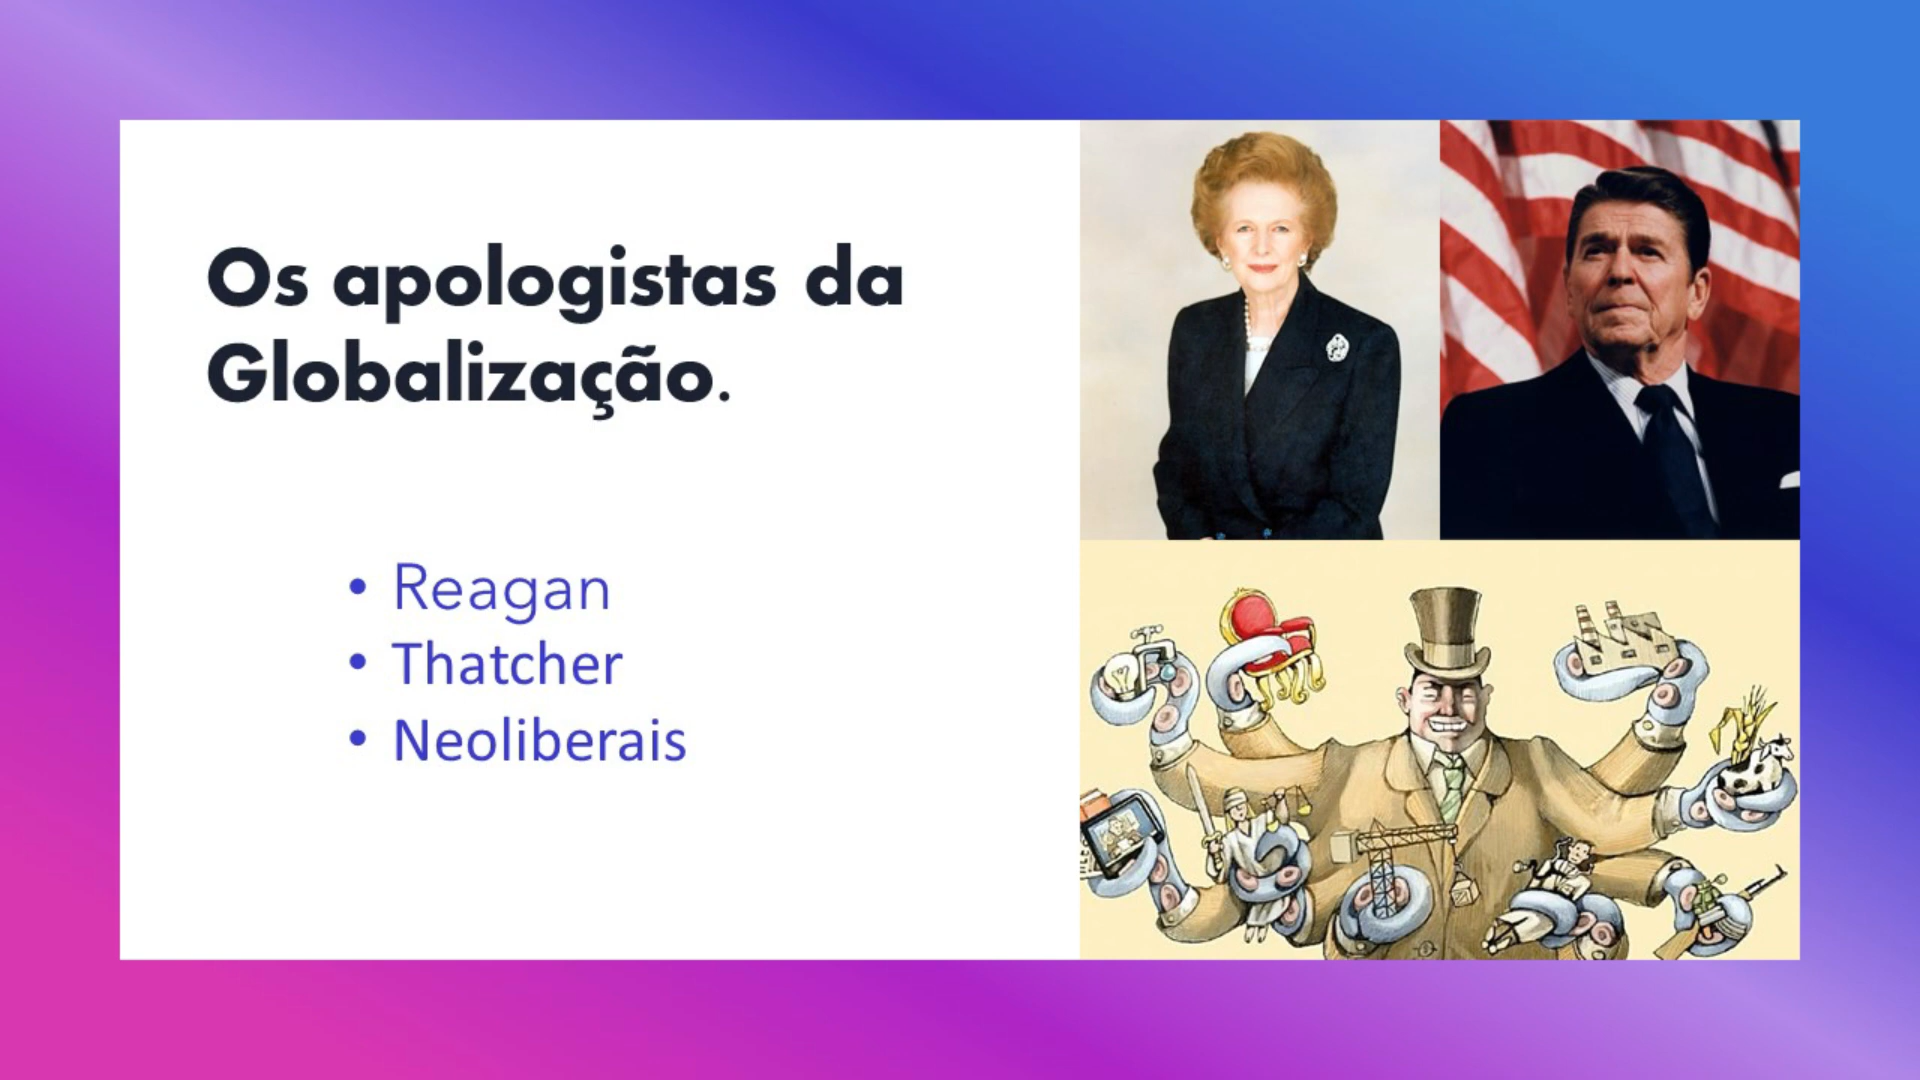 Os apologistas da
Globalização.
• Reagan
• Thatcher
• Neoliberais